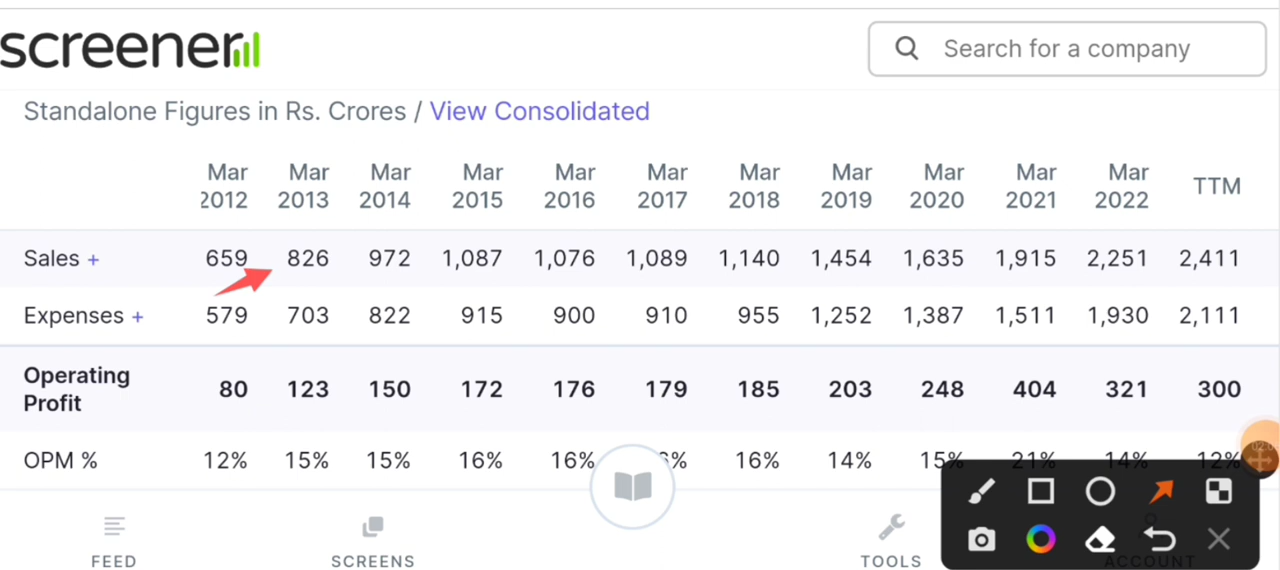 screener
Search for a company
Standalone Figures in Rs. Crores / View Consolidated
Mar 2012 Mar 2013 Mar 2014 Mar 2015 Mar 2016 Mar 2017 Mar 2018 Mar 2019 Mar 2020 Mar 2021 Mar 2022 TTM
Sales + 659 826 972 1,087 1,076 1,089 1,140 1,454 1,635 1,915 2,251 2,411
Expenses + 579 703 822 915 900 910 955 1,252 1,387 1,511 1,930 2,111
Operating Profit 80 123 150 172 176 179 185 203 248 404 321 300
OPM % 12% 15% 15% 16% 16% 16% 14% 15% 21% 14% 12%
FEED SCREENS TOOLS ACCOUNT